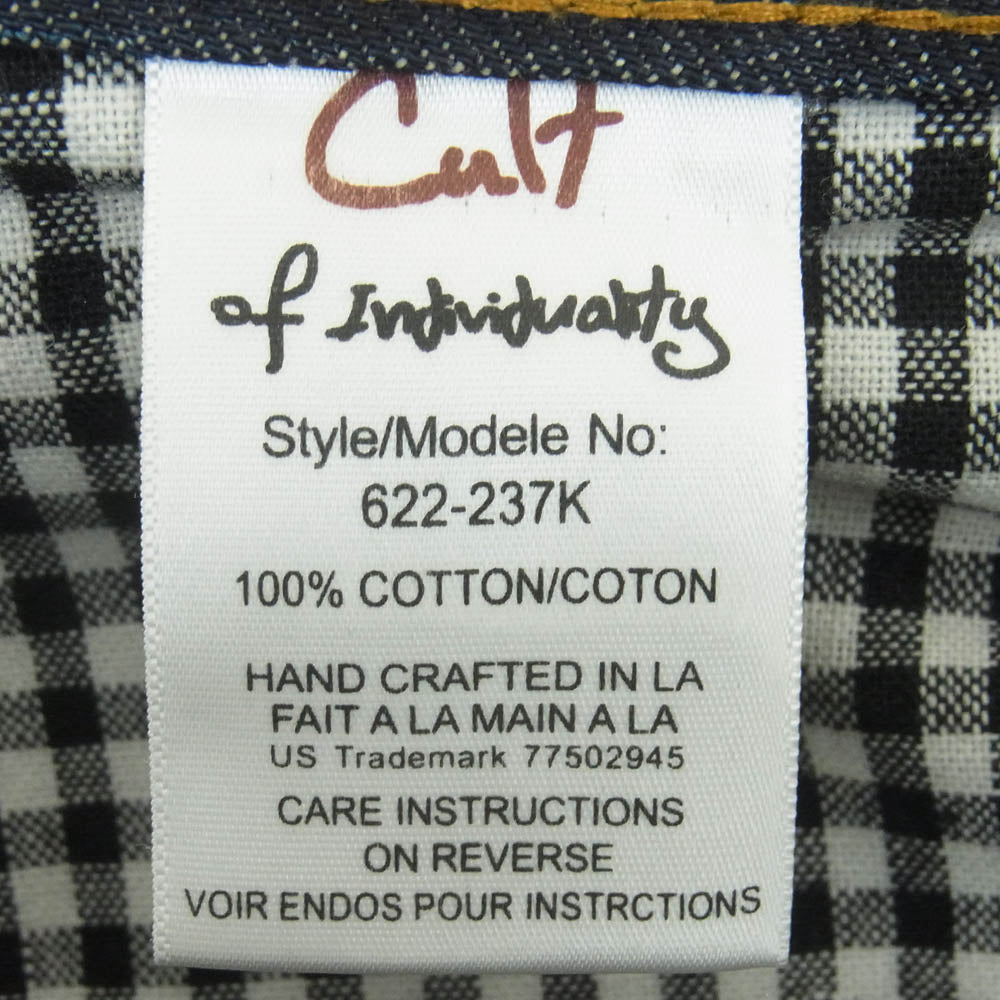 Cult
of Individuality
Style/Modele No:
622-237K
100% COTTON/COTON
HAND CRAFTED IN LA
FAIT A LA MAIN A LA
US Trademark 77502945
CARE INSTRUCTIONS
ON REVERSE
VOIR ENDOS POUR INSTRCTIONS